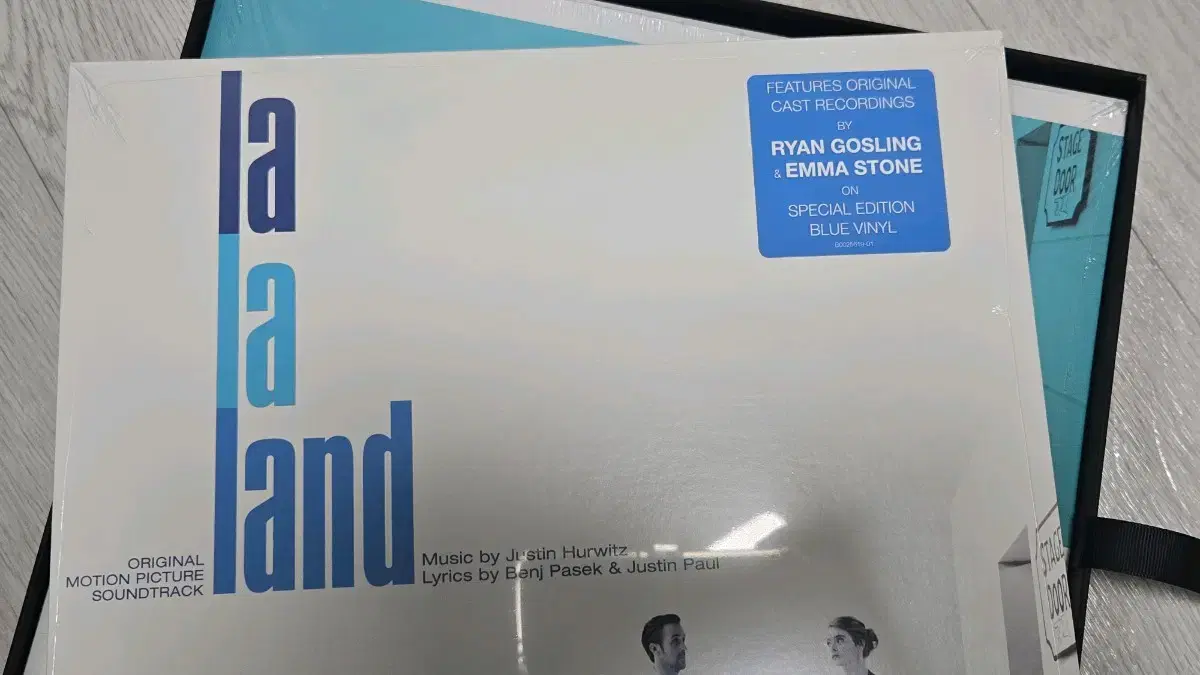 la
la
land
ORIGINAL
MOTION PICTURE
SOUNDTRACK
Music by Justin Hurwitz
Lyrics by Benj Pasek & Justin Paul
FEATURES ORIGINAL
CAST RECORDINGS
BY
RYAN GOSLING
& EMMA STONE
ON
SPECIAL EDITION
BLUE VINYL
STAGE
DOOR
STAGE
DOOR